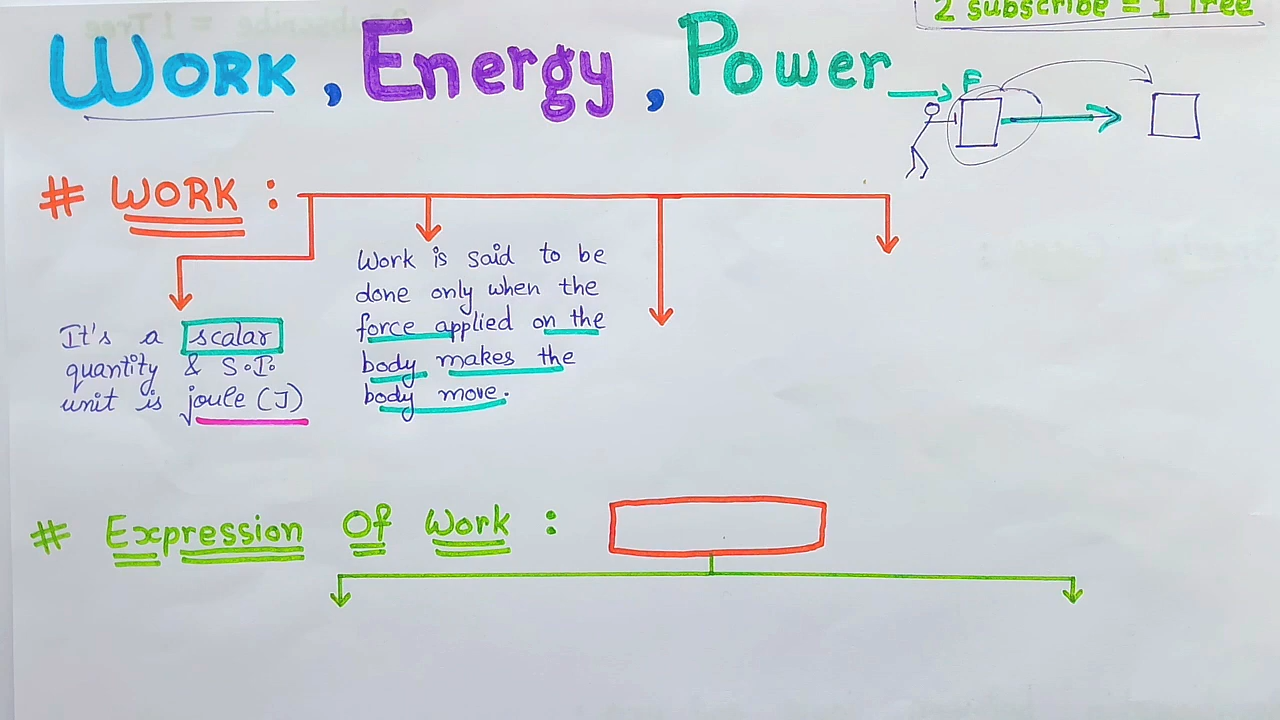 2 subscribe = 1 Tree
Work, Energy, Power
F
# WORK :
It's a scalar
quantity & S.I.
unit is joule (J)
Work is said to be
done only when the
force applied on the
body makes the
body move.
# Expression Of Work :